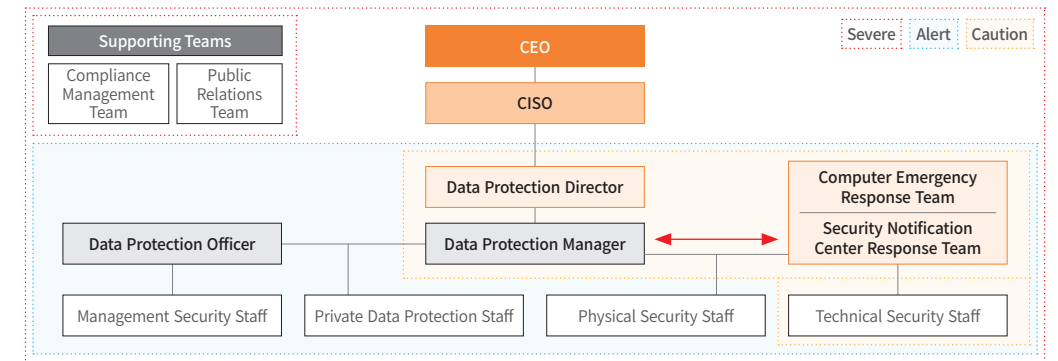 Supporting Teams
Compliance
Management
Team
Public
Relations
Team
CEO
CISO
Severe
Alert
Caution
Data Protection Director
Computer Emergency
Response Team
Security Notification
Center Response Team
Data Protection Officer
Data Protection Manager
Management Security Staff
Private Data Protection Staff
Physical Security Staff
Technical Security Staff